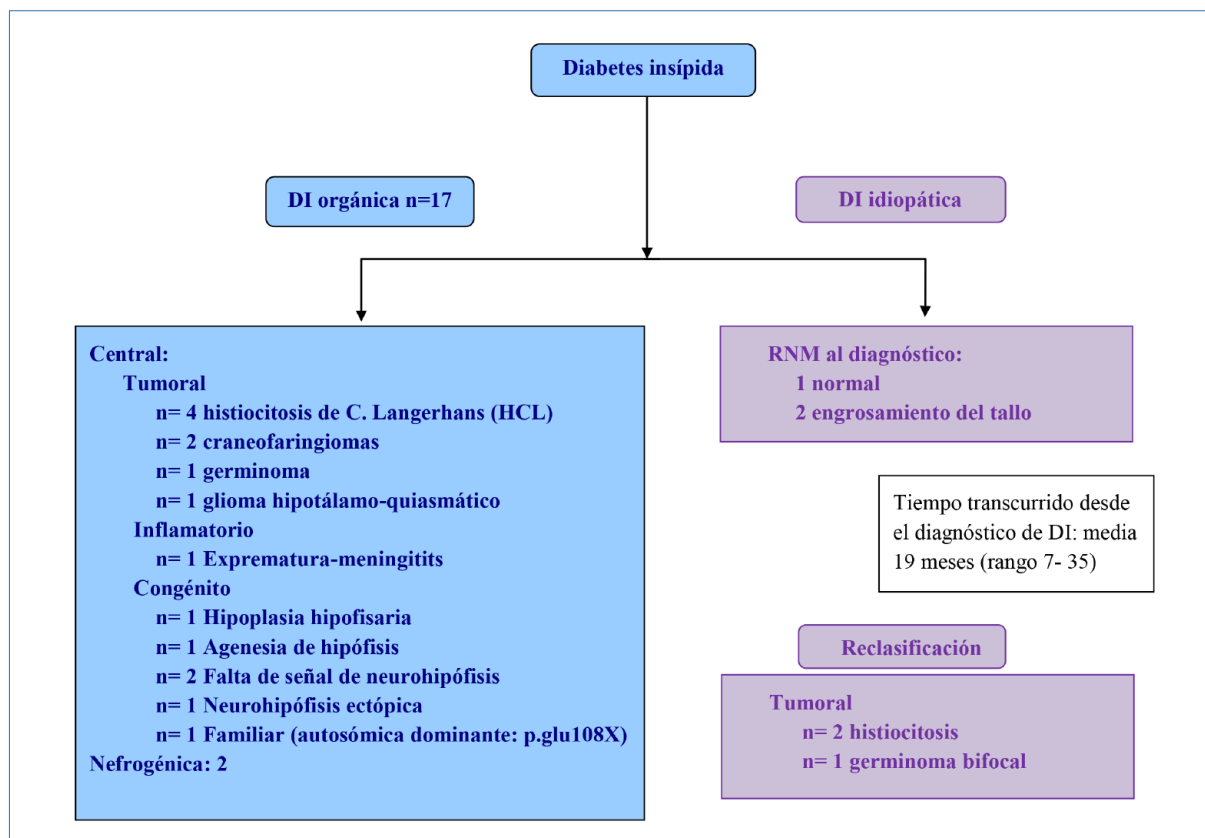 Diabetes insípida
DI orgánica n=17
DI idiopática
Central:
Tumoral
n= 4 histiocitosis de C. Langerhans (HCL)
n= 2 craneofaringiomas
n= 1 germinoma
n= 1 glioma hipotálamo-quiasmático
Inflamatorio
n= 1 Exprematura-meningitits
Congénito
n= 1 Hipoplasia hipofisaria
n= 1 Agenesia de hipófisis
n= 2 Falta de señal de neurohipófisis
n= 1 Neurohipófisis ectópica
n= 1 Familiar (autosómica dominante: p.glu108X)
Nefrogénica: 2
RNM al diagnóstico:
1 normal
2 engrosamiento del tallo
Tiempo transcurrido desde
el diagnóstico de DI: media
19 meses (rango 7- 35)
Reclasificación
Tumoral
n= 2 histiocitosis
n= 1 germinoma bifocal